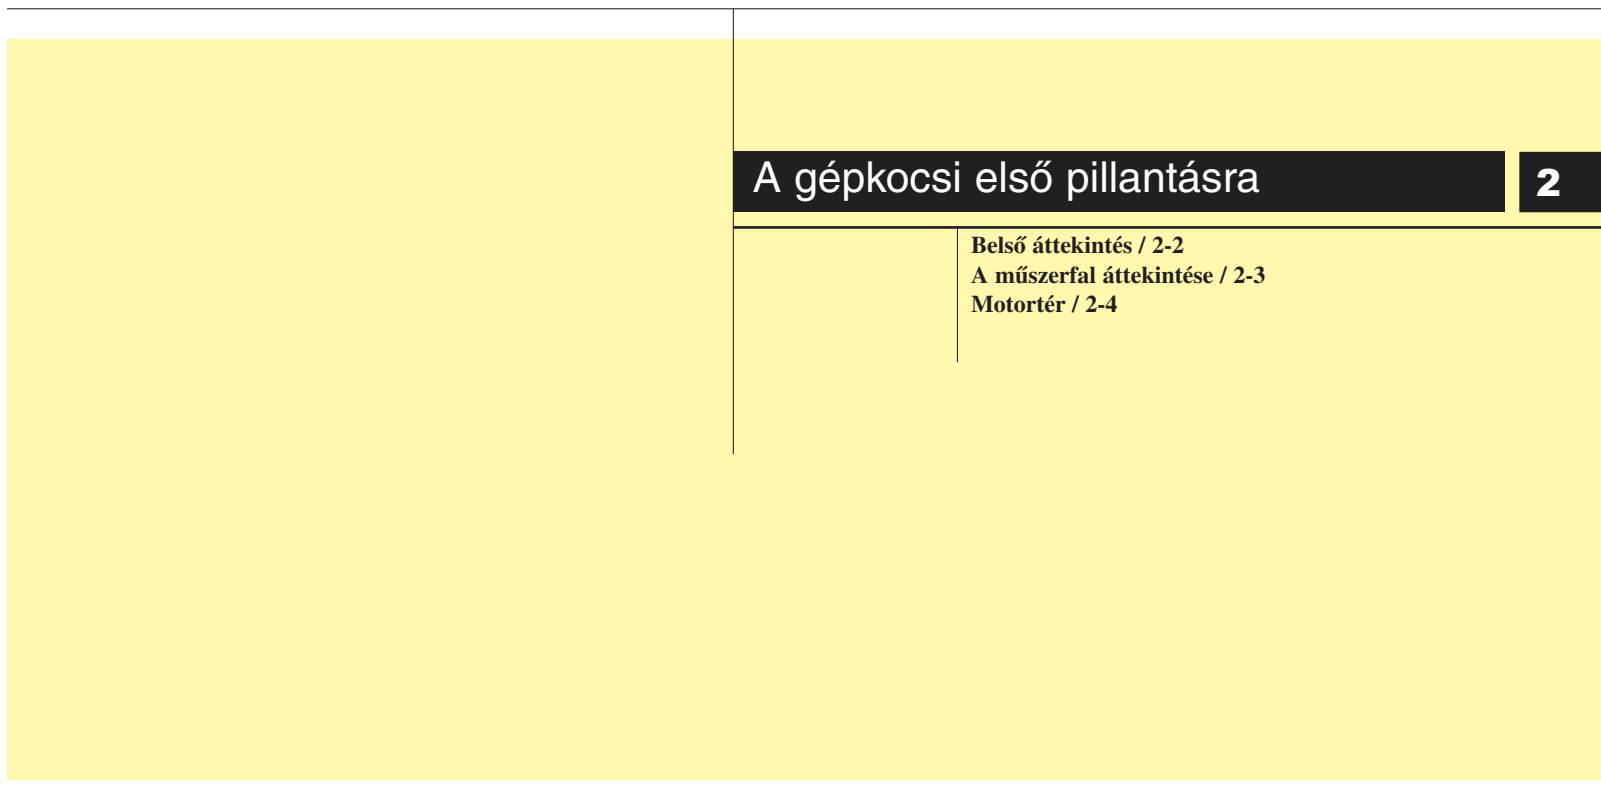 A gépkocsi első pillantásra 2
Belső áttekintés / 2-2
A műszerfal áttekintése / 2-3
Motortér / 2-4